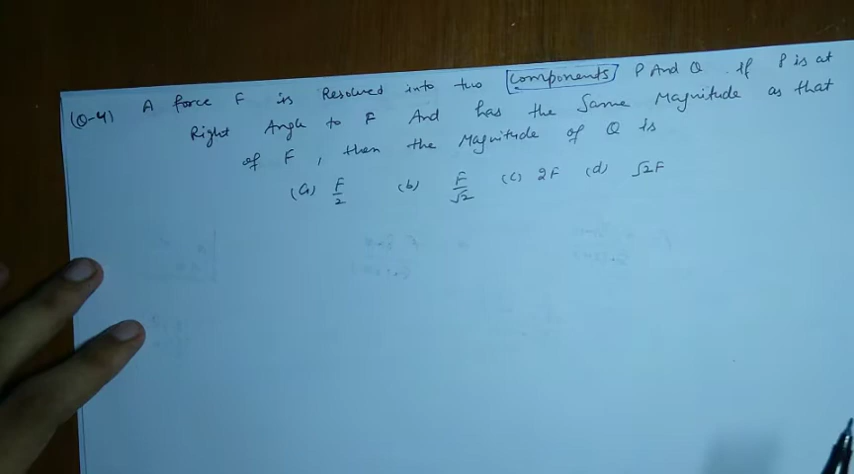 (Q-4) A force F is Resolved into two components P And Q. If P is at
Right Angle to F And has the Same Magnitude as that
of F, then the Magnitude of Q is
(a) F/2 (b) F/√2 (c) 2F (d) √2F